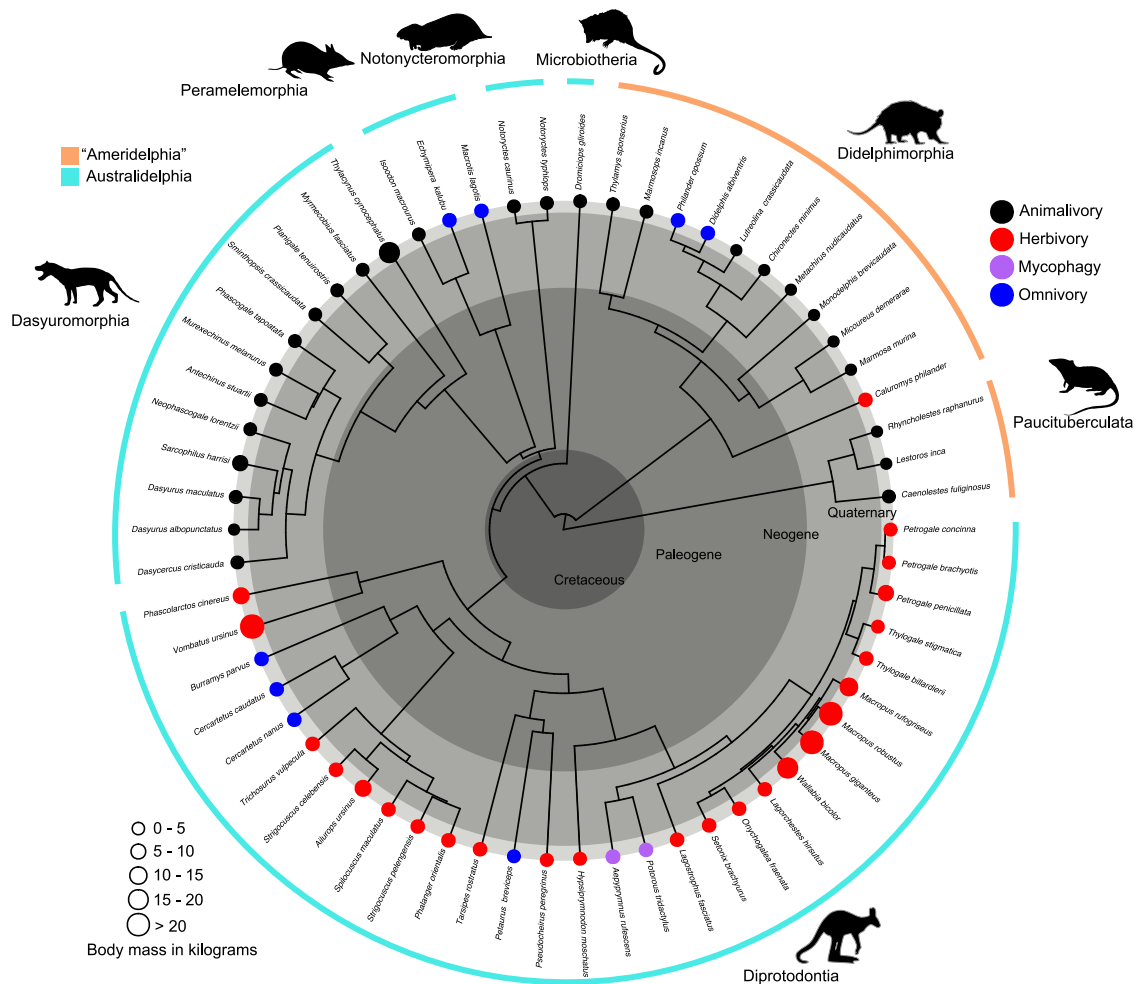 Notonycteromorphia
Microbiotheria
Peramelemorphia
Didelphimorphia
"Ameridelphia"
Australidelphia
Animalivory
Herbivory
Mycophagy
Omnivory
Dasyuromorphia
Paucituberculata
Diprotodontia
Dromiciops gliroides
Thylamys sponsorius
Marmosops incanus
Philander opossum
Didelphis albiventris
Lutreolina crassicaudata
Chironectes minimus
Metachirus nudicaudatus
Monodelphis brevicaudata
Micoureus demerarae
Marmosa murina
Caluromys philander
Rhyncholestes raphanurus
Lestoros inca
Caenolestes fuliginosus
Petrogale concinna
Petrogale brachyotis
Petrogale penicillata
Thylogale stigmatica
Thylogale billardierii
Macropus rufogriseus
Macropus robustus
Macropus giganteus
Wallabia bicolor
Lagorchestes hirsutus
Onychogalea fraenata
Setonix brachyurus
Lagostrophus fasciatus
Potorous tridactylus
Aepyprymnus rufescens
Hypsiprymnodon moschatus
Pseudocheirus peregrinus
Petaurus breviceps
Tarsipes rostratus
Phalanger orientalis
Strigocuscus pelengensis
Spilocuscus maculatus
Ailurops ursinus
Strigocuscus celebensis
Trichosurus vulpecula
Cercartetus nanus
Cercartetus caudatus
Burramys parvus
Vombatus ursinus
Phascolarctos cinereus
Dasycercus cristicauda
Dasyurus albopunctatus
Dasyurus maculatus
Sarcophilus harrisi
Neophascogale lorentzii
Antechinus stuartii
Murexechinus melanurus
Phascogale tapoatafa
Sminthopsis crassicaudata
Planigale tenuirostris
Myrmecobius fasciatus
Thylacynus cynocephalus
Isoodon macrourus
Echymipera kalubu
Macrotis lagotis
Notoryctes caurinus
Notoryctes typhlops
Quaternary
Neogene
Paleogene
Cretaceous
0 - 5
5 - 10
10 - 15
15 - 20
> 20
Body mass in kilograms